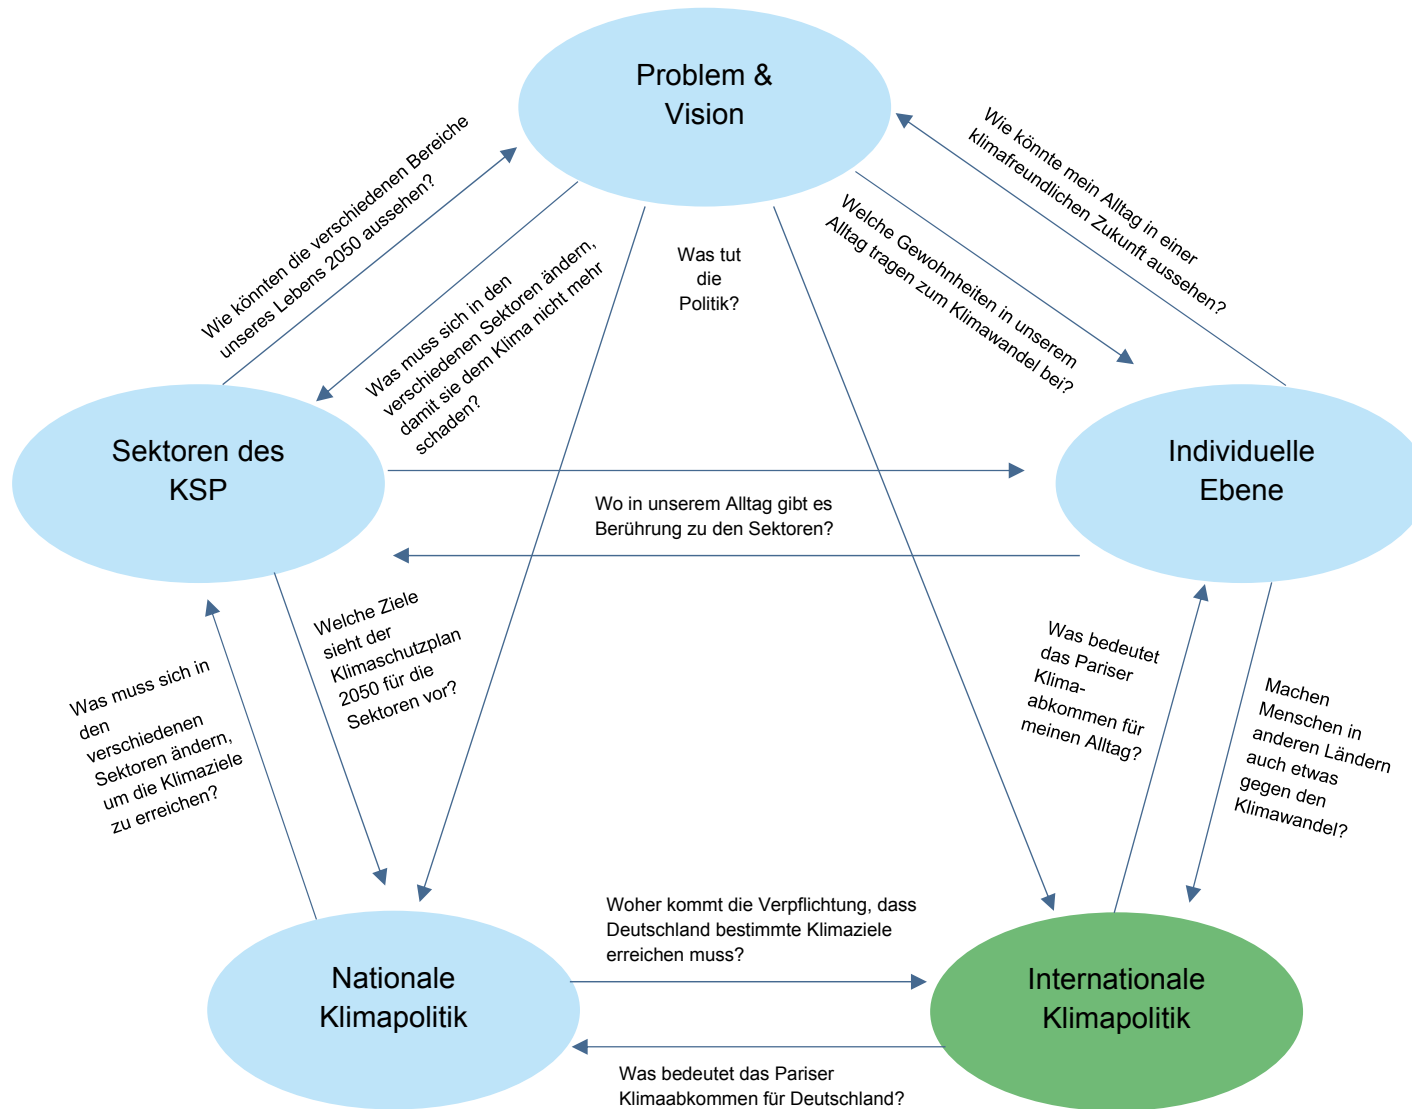 Problem &
Vision
Wie könnten die verschiedenen Bereiche
unseres Lebens 2050 aussehen?
Was muss sich in den
verschiedenen Sektoren ändern,
damit sie dem Klima nicht mehr
schaden?
Was tut
die
Politik?
Welche Gewohnheiten in unserem
Alltag tragen zum Klimawandel bei?
Wie könnte mein Alltag in einer
klimafreundlichen Zukunft aussehen?
Sektoren des
KSP
Individuelle
Ebene
Wo in unserem Alltag gibt es
Berührung zu den Sektoren?
Was muss sich in
den
verschiedenen
Sektoren ändern,
um die Klimaziele
zu erreichen?
Welche Ziele
sieht der
Klimaschutzplan
2050 für die
Sektoren vor?
Was bedeutet
das Pariser
Klima-
abkommen für
meinen Alltag?
Machen
Menschen in
anderen Ländern
auch etwas
gegen den
Klimawandel?
Woher kommt die Verpflichtung, dass
Deutschland bestimmte Klimaziele
erreichen muss?
Nationale
Klimapolitik
Internationale
Klimapolitik
Was bedeutet das Pariser
Klimaabkommen für Deutschland?